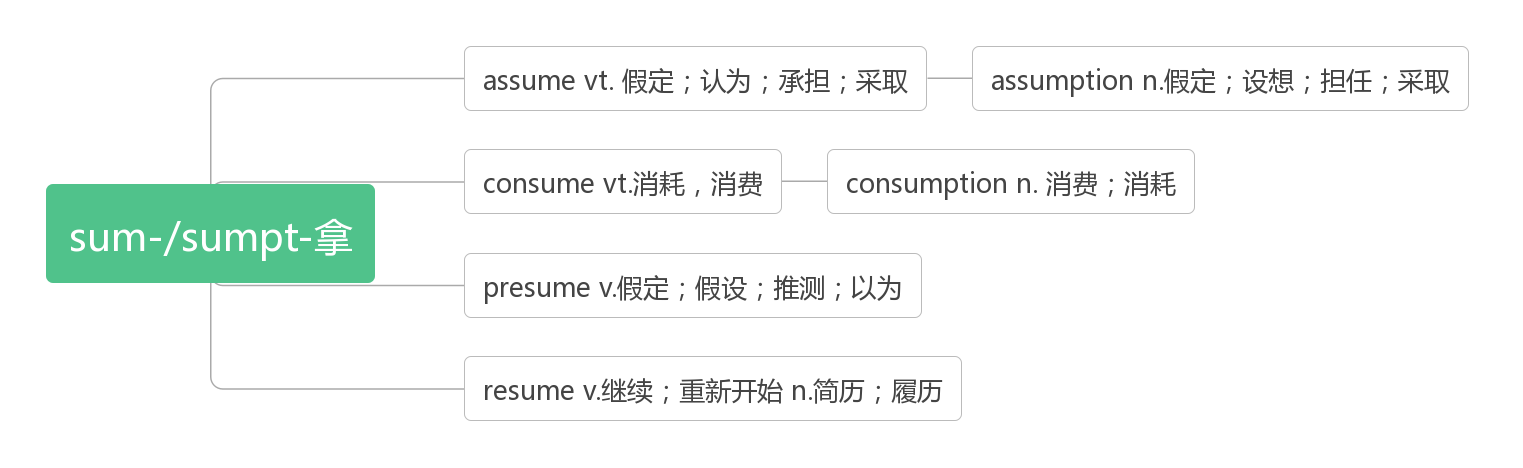 assume vt. 假定；认为；承担；采取
assumption n.假定；设想；担任；采取
consume vt.消耗，消费
consumption n. 消费；消耗
sum-/sumpt-拿
presume v.假定；假设；推测；以为
resume v.继续；重新开始 n.简历；履历